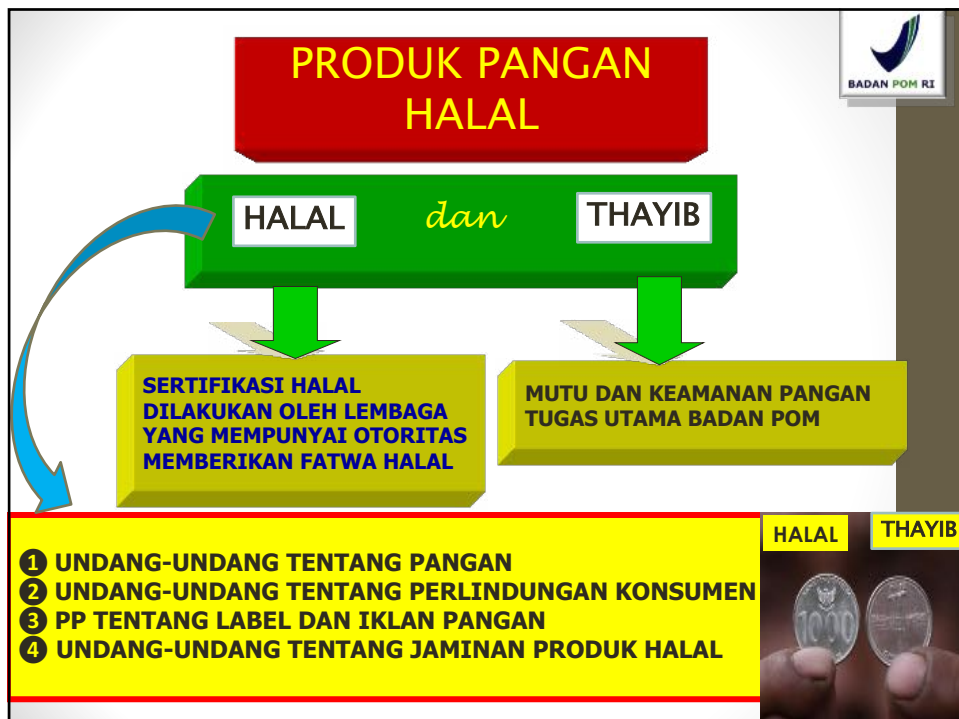 PRODUK PANGAN
HALAL
BADAN POM RI
HALAL
dan
THAYIB
SERTIFIKASI HALAL
DILAKUKAN OLEH LEMBAGA
YANG MEMPUNYAI OTORITAS
MEMBERIKAN FATWA HALAL
MUTU DAN KEAMANAN PANGAN
TUGAS UTAMA BADAN POM
❶ UNDANG-UNDANG TENTANG PANGAN
❷ UNDANG-UNDANG TENTANG PERLINDUNGAN KONSUMEN
❸ PP TENTANG LABEL DAN IKLAN PANGAN
❹ UNDANG-UNDANG TENTANG JAMINAN PRODUK HALAL
HALAL
THAYIB
1000